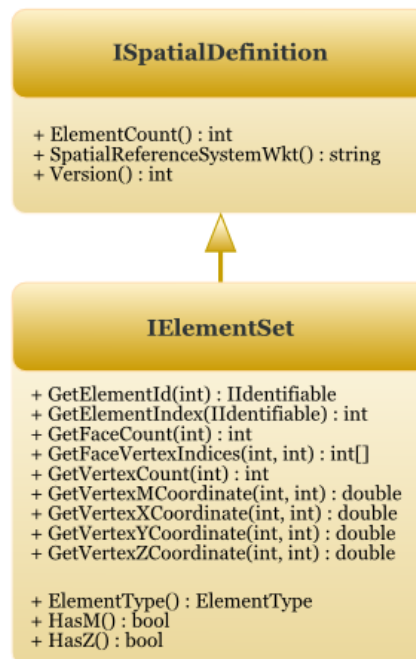 ISpatialDefinition
+ ElementCount() : int
+ SpatialReferenceSystemWkt() : string
+ Version() : int
IElementSet
+ GetElementId(int) : IIdentifiable
+ GetElementIndex(IIdentifiable) : int
+ GetFaceCount(int) : int
+ GetFaceVertexIndices(int, int) : int[]
+ GetVertexCount(int) : int
+ GetVertexMCoordinate(int, int) : double
+ GetVertexXCoordinate(int, int) : double
+ GetVertexYCoordinate(int, int) : double
+ GetVertexZCoordinate(int, int) : double
+ ElementType() : ElementType
+ HasM() : bool
+ HasZ() : bool